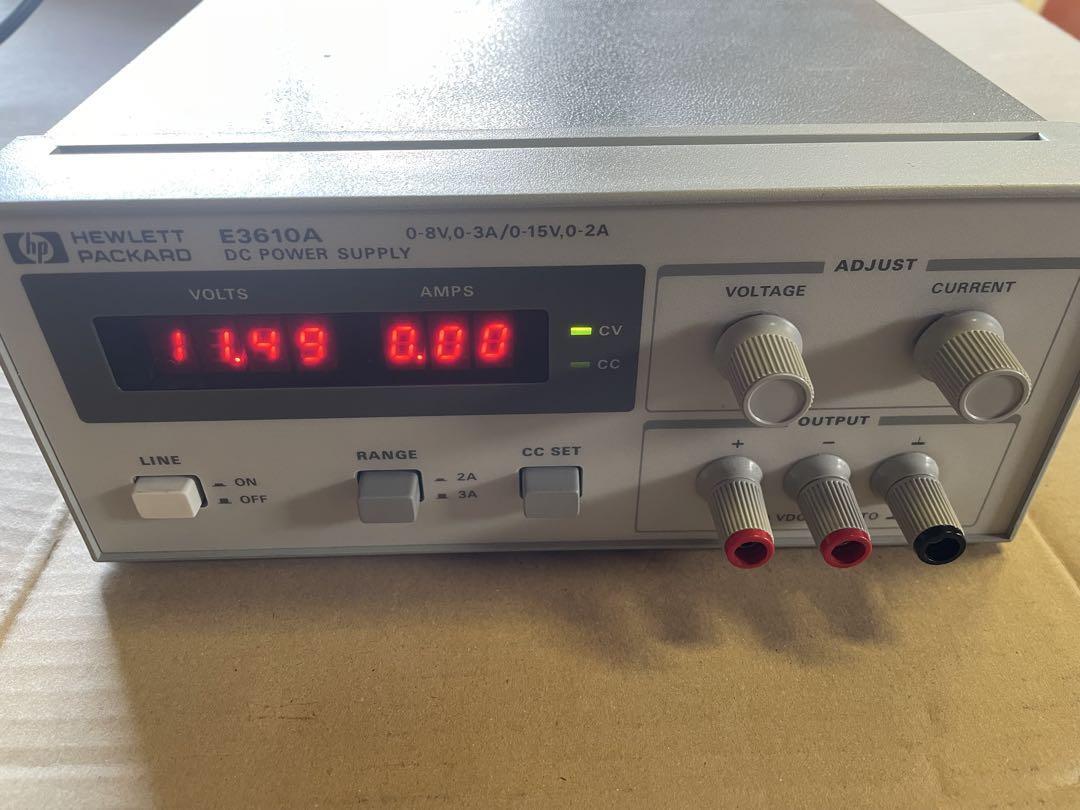 hp HEWLETT PACKARD
E3610A
DC POWER SUPPLY
0-8V,0-3A/0-15V,0-2A
VOLTS
AMPS
11.49
0.00
CV
CC
ADJUST
VOLTAGE
CURRENT
LINE
ON
OFF
RANGE
2A
3A
CC SET
OUTPUT
+
-